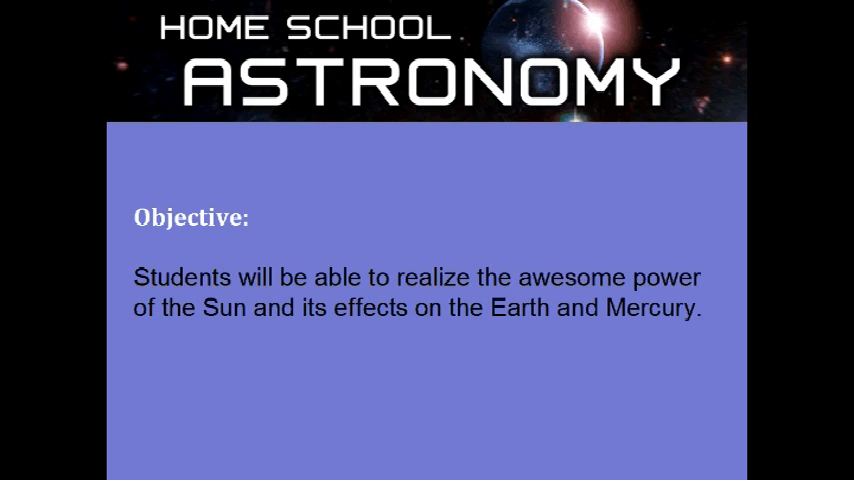 HOME SCHOOL
ASTRONOMY
Objective:
Students will be able to realize the awesome power
of the Sun and its effects on the Earth and Mercury.